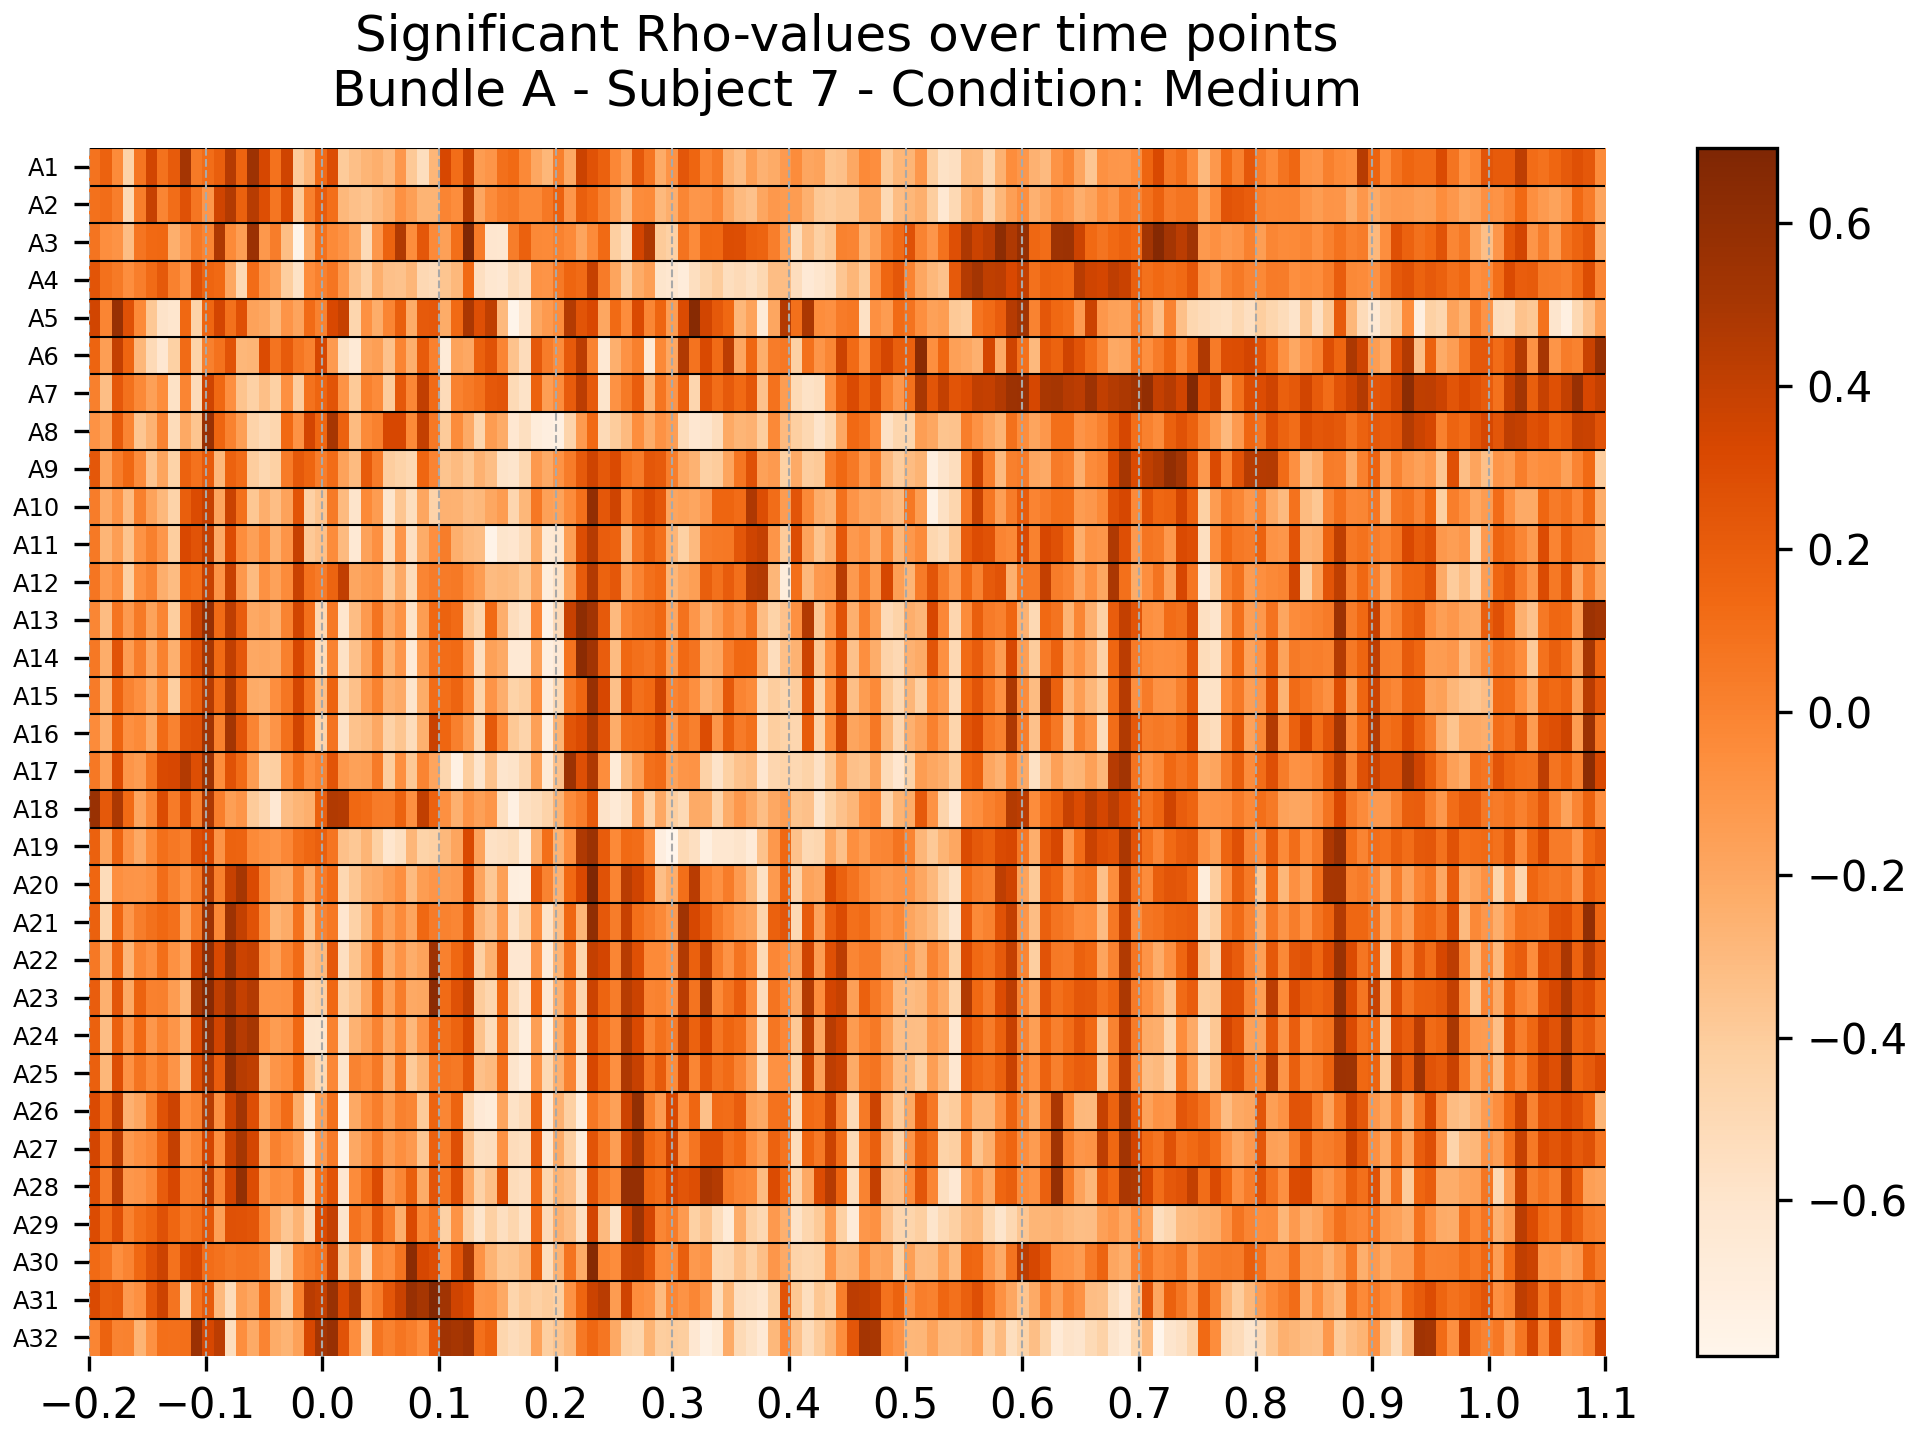 Significant Rho-values over time points
Bundle A - Subject 7 - Condition: Medium
A1
A2
A3
A4
A5
A6
A7
A8
A9
A10
A11
A12
A13
A14
A15
A16
A17
A18
A19
A20
A21
A22
A23
A24
A25
A26
A27
A28
A29
A30
A31
A32
−0.2 −0.1 0.0 0.1 0.2 0.3 0.4 0.5 0.6 0.7 0.8 0.9 1.0 1.1
0.6
0.4
0.2
0.0
−0.2
−0.4
−0.6